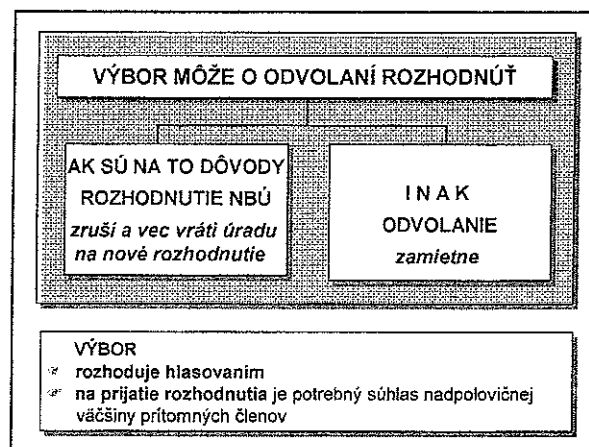 VÝBOR MÔŽE O ODVOLANÍ ROZHODNÚŤ
AK SÚ NA TO DÔVODY
ROZHODNUTIE NBÚ
zruší a vec vráti úradu
na nové rozhodnutie
I N A K
ODVOLANIE
zamietne
VÝBOR
☞ rozhoduje hlasovaním
☞ na prijatie rozhodnutia je potrebný súhlas nadpolovičnej
väčšiny prítomných členov